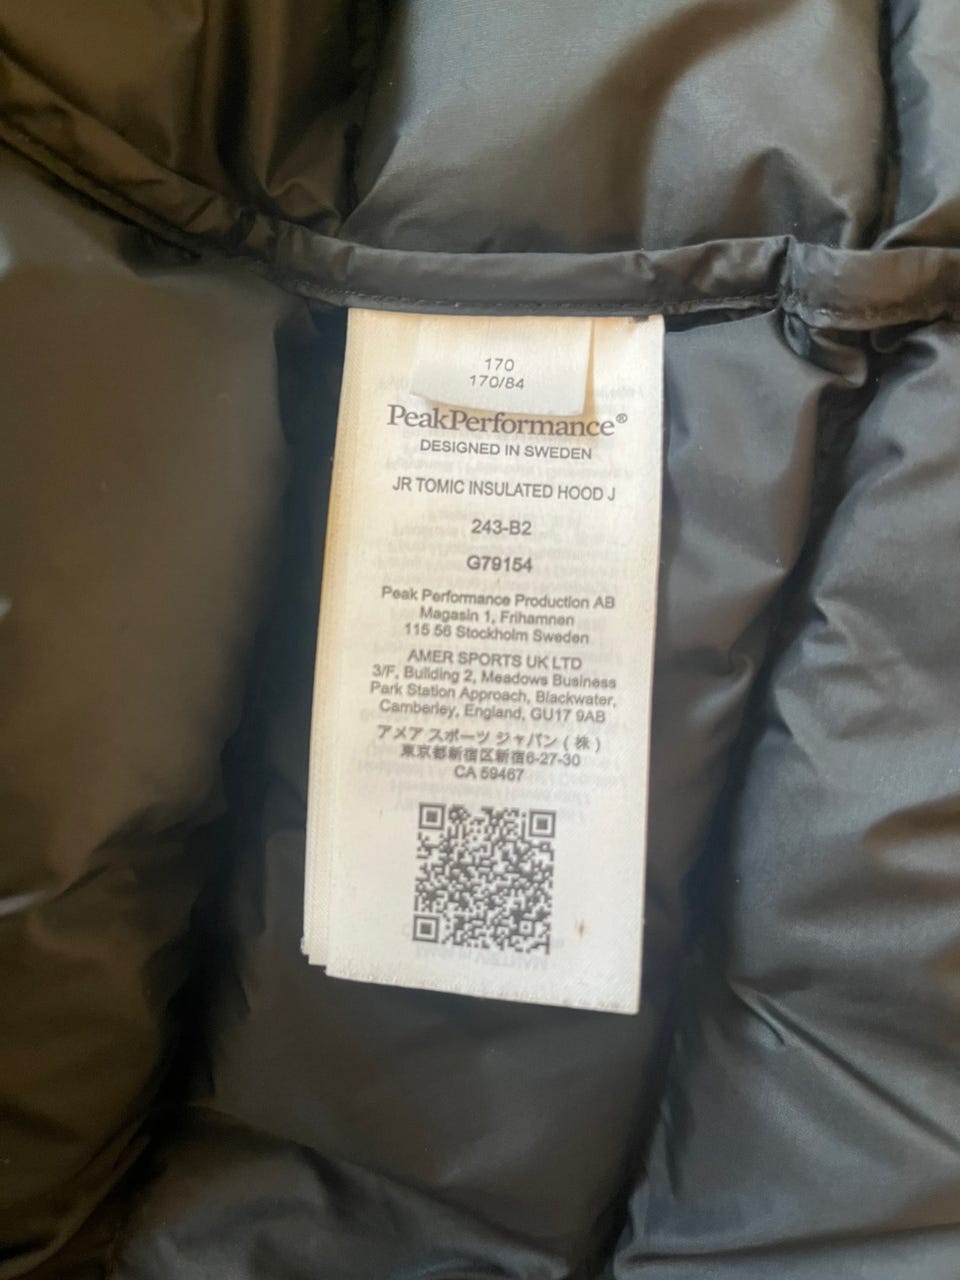 170
170/84
PeakPerformance®
DESIGNED IN SWEDEN
JR TOMIC INSULATED HOOD J
243-B2
G79154
Peak Performance Production AB
Magasin 1, Frihamnen
115 56 Stockholm Sweden
AMER SPORTS UK LTD
3/F, Building 2, Meadows Business
Park Station Approach, Blackwater,
Camberley, England, GU17 9AB
アメア スポーツ ジャパン ( 株 )
東京都新宿区新宿6-27-30
CA 59467